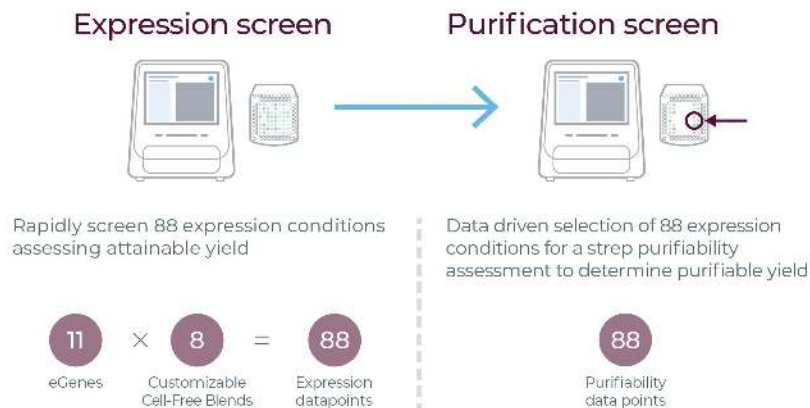 Expression screen
Purification screen
Rapidly screen 88 expression conditions
assessing attainable yield
Data driven selection of 88 expression
conditions for a strep purifiability
assessment to determine purifiable yield
11 × 8 = 88
eGenes
Customizable
Cell-Free Blends
Expression
datapoints
88
Purifiability
data points